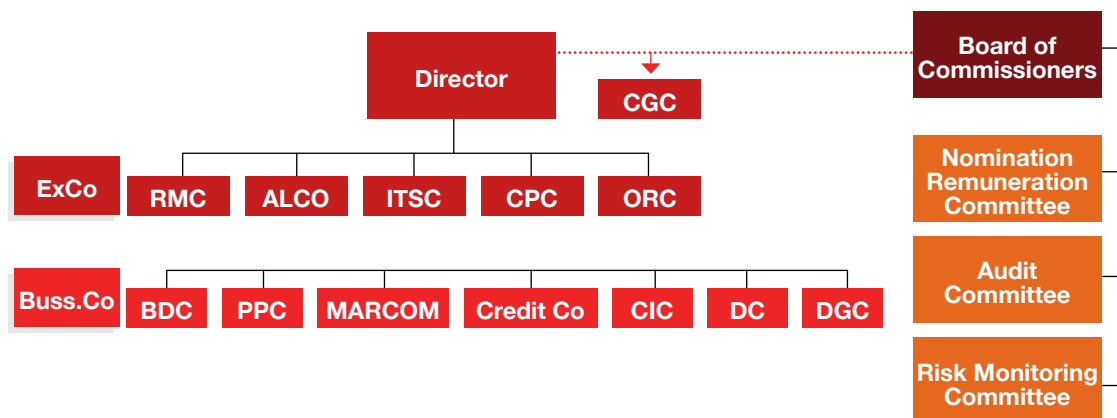 Board of
Commissioners
Director
CGC
Nomination
Remuneration
Committee
ExCo
RMC
ALCO
ITSC
CPC
ORC
Audit
Committee
Buss.Co
BDC
PPC
MARCOM
Credit Co
CIC
DC
DGC
Risk Monitoring
Committee